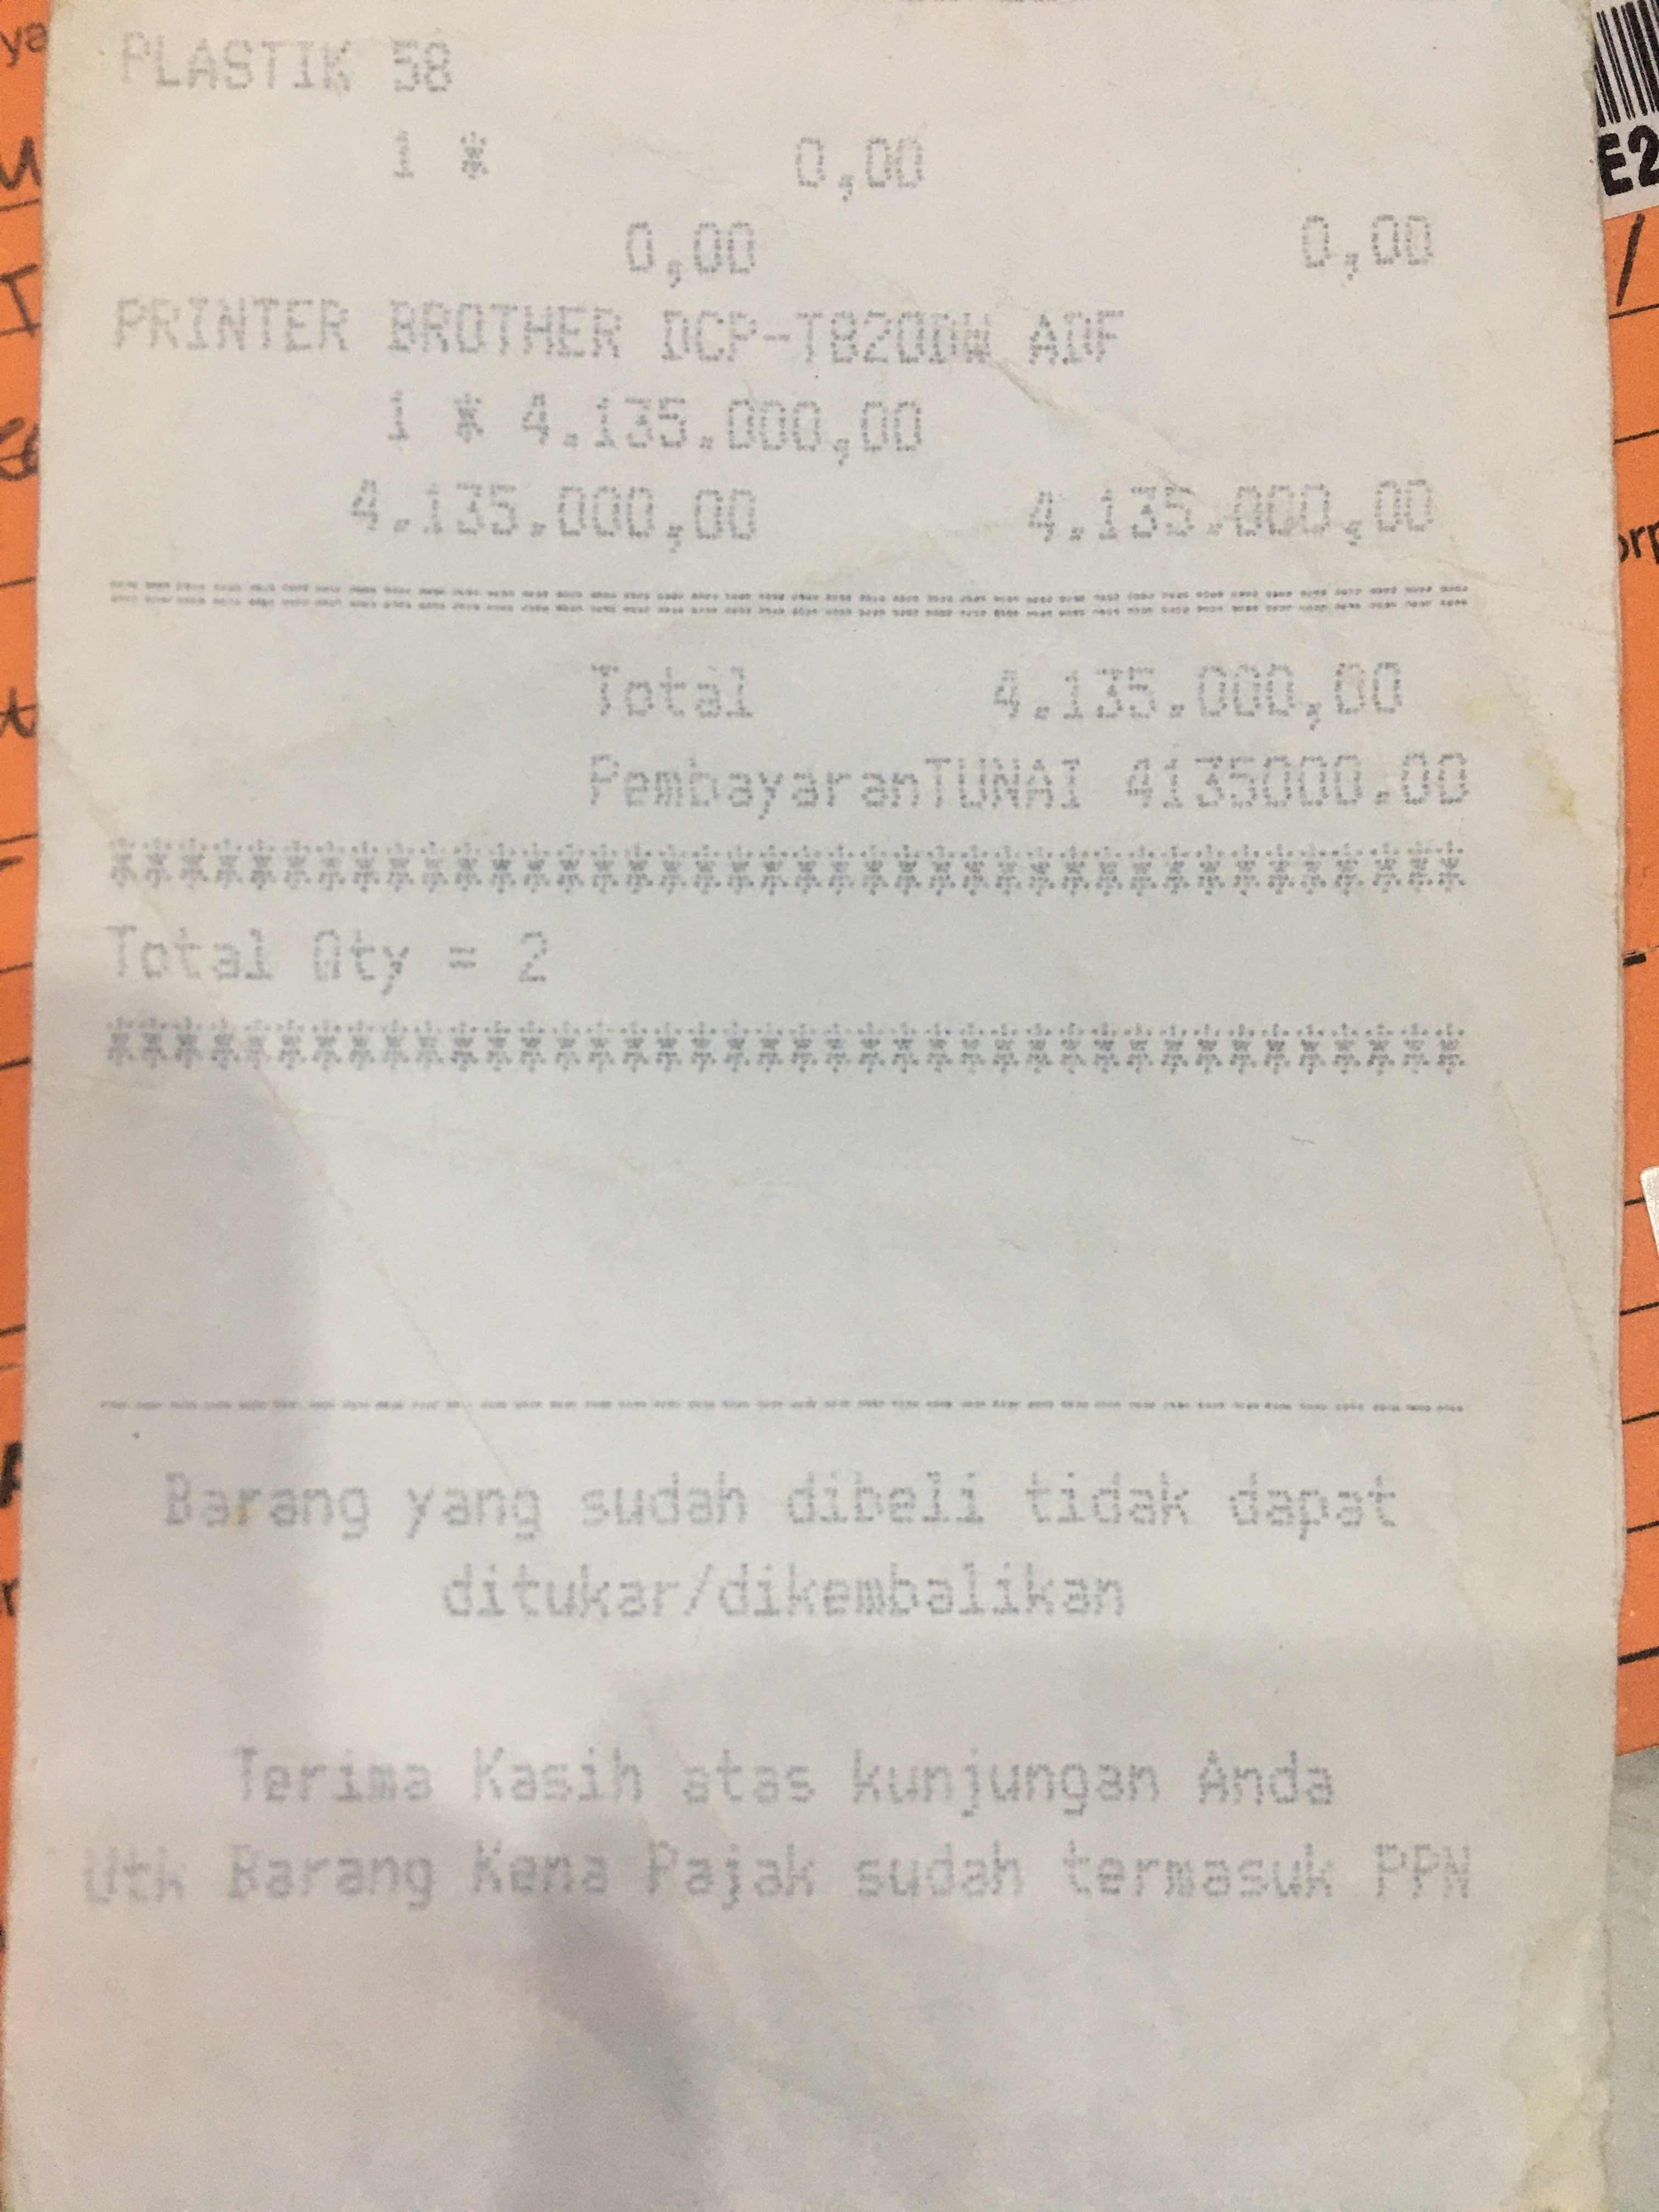 PLASTIK 58
1 * 0,00
0,00 0,00
PRINTER BROTHER DCP-T820DW ADF
1 * 4.135.000,00
4.135.000,00 4.135.000,00
Total 4.135.000,00
PembayaranTUNAI 4135000.00
****************************************
Total Qty = 2
****************************************
Barang yang sudah dibeli tidak dapat
ditukar/dikembalikan
Terima Kasih atas kunjungan Anda
Utk Barang Kena Pajak sudah termasuk PPN
E2